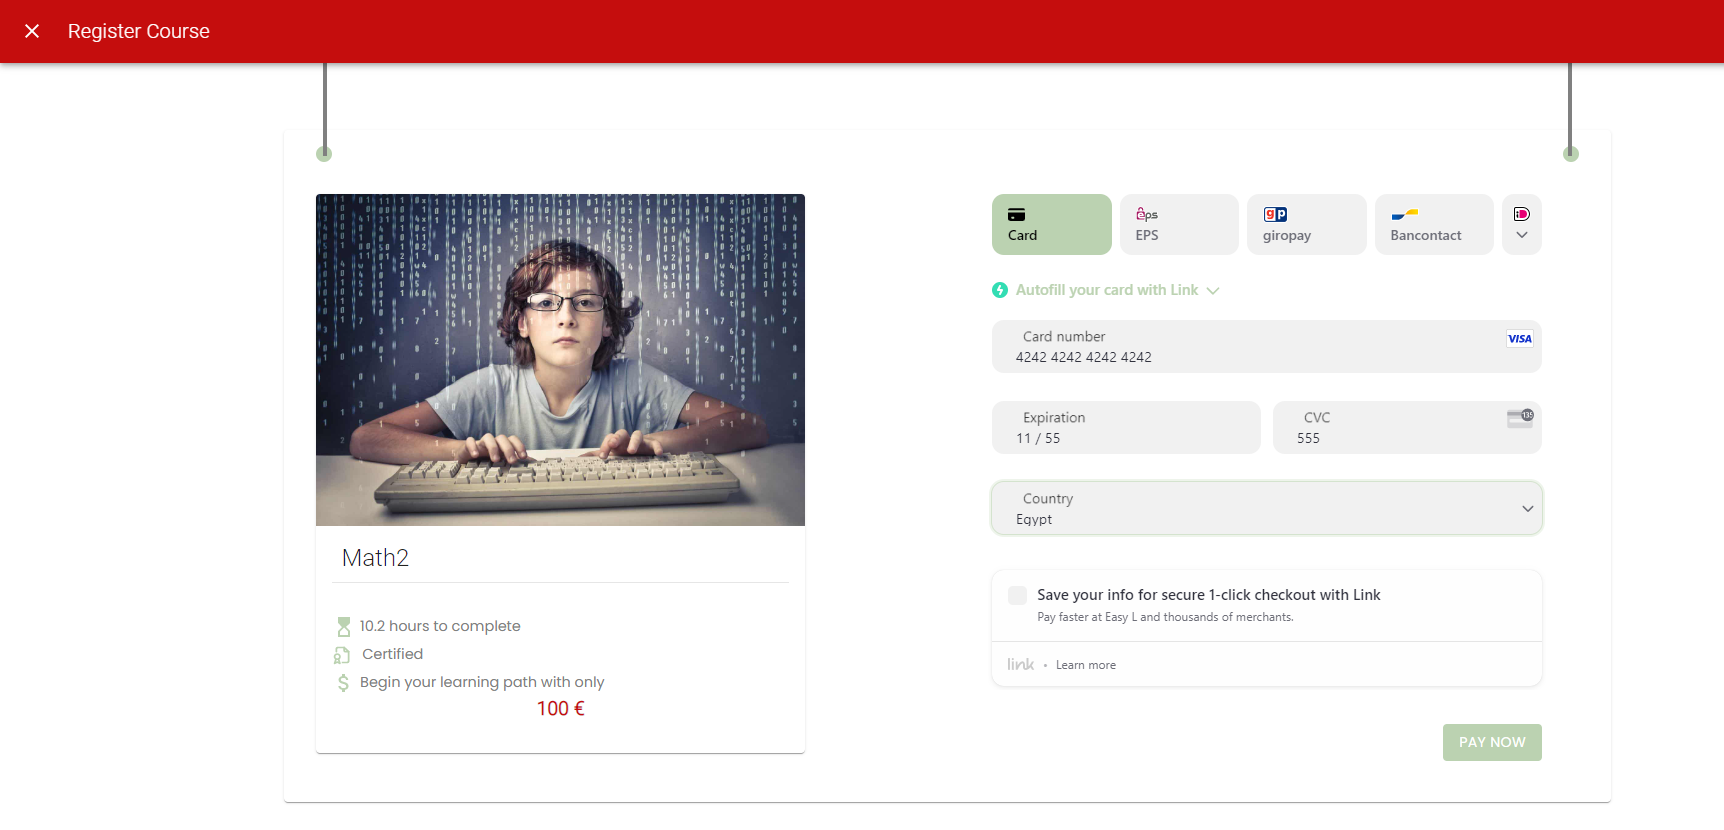 Register Course
Card
eps
EPS
gp
giropay
Bancontact
Autofill your card with Link
Card number
4242 4242 4242 4242
VISA
Expiration
11 / 55
CVC
555
135
Country
Egypt
Save your info for secure 1-click checkout with Link
Pay faster at Easy L and thousands of merchants.
link • Learn more
PAY NOW
Math2
10.2 hours to complete
Certified
Begin your learning path with only
100 €